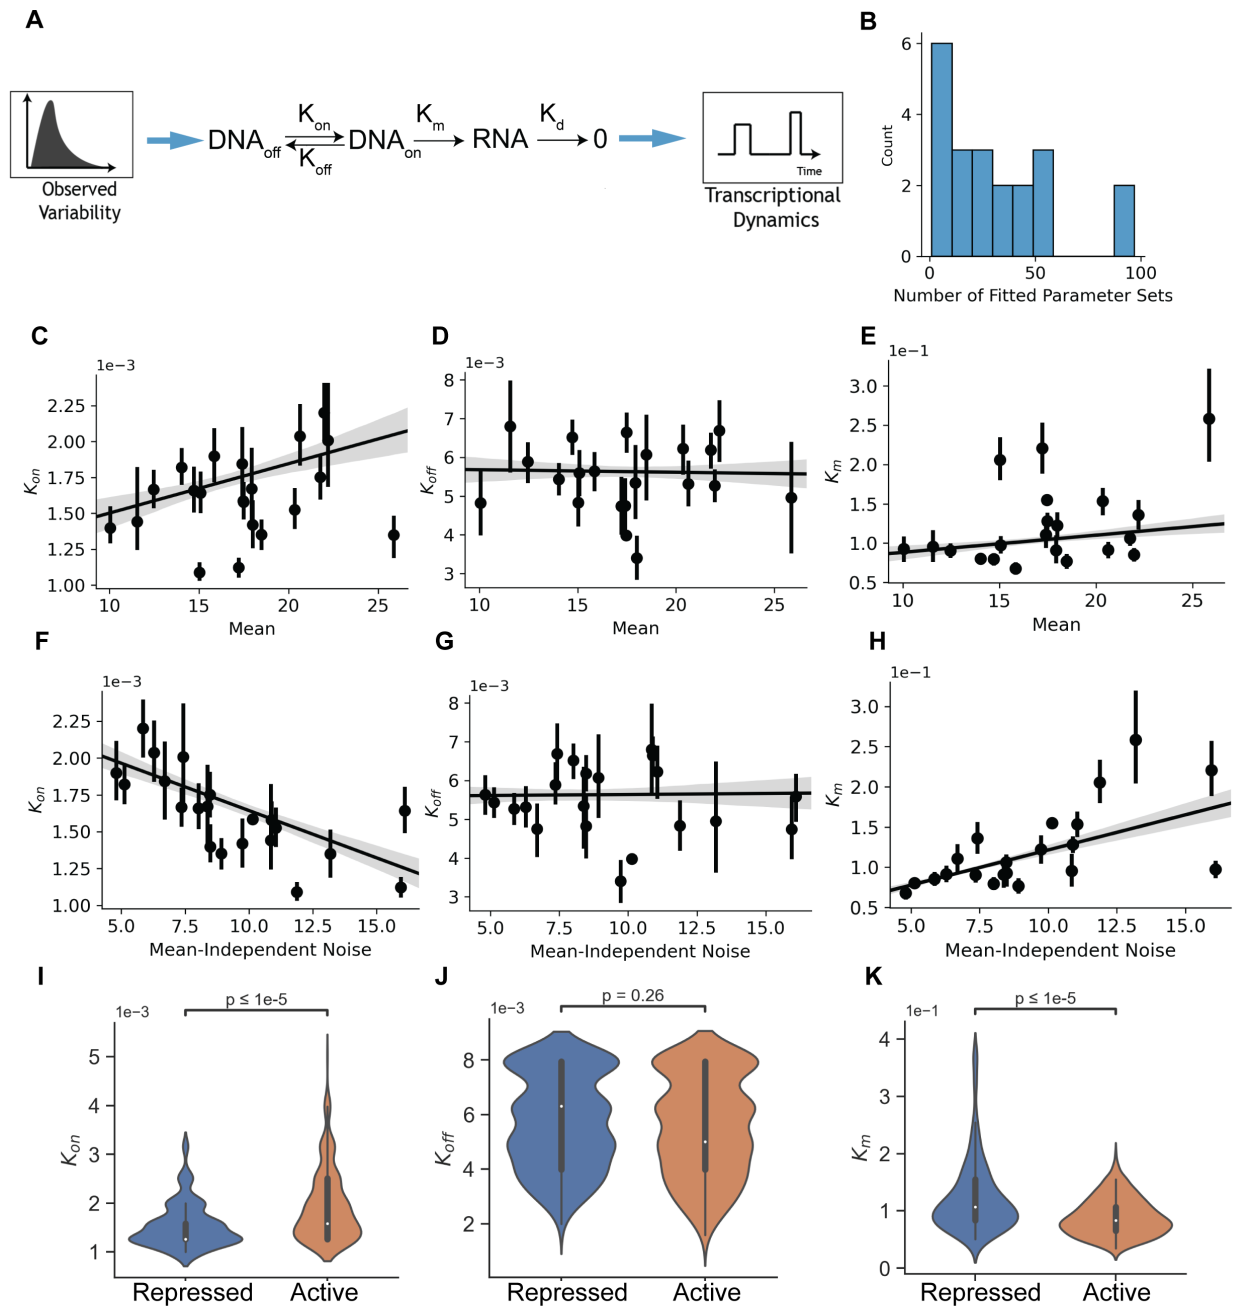 A
B
Observed
Variability
DNAoff
Kon
Koff
DNAon
Km
RNA
Kd
0
Time
Transcriptional
Dynamics
Count
6
4
2
0
0
50
100
Number of Fitted Parameter Sets
C
1e−3
Kon
2.25
2.00
1.75
1.50
1.25
1.00
10
15
20
25
Mean
D
1e−3
Koff
8
7
6
5
4
3
10
15
20
25
Mean
E
1e−1
Km
3.0
2.5
2.0
1.5
1.0
0.5
10
15
20
25
Mean
F
1e−3
Kon
2.25
2.00
1.75
1.50
1.25
1.00
5.0
7.5
10.0
12.5
15.0
Mean-Independent Noise
G
1e−3
Koff
8
7
6
5
4
3
5.0
7.5
10.0
12.5
15.0
Mean-Independent Noise
H
1e−1
Km
3.0
2.5
2.0
1.5
1.0
0.5
5.0
7.5
10.0
12.5
15.0
Mean-Independent Noise
I
1e−3
p ≤ 1e-5
Kon
5
4
3
2
1
Repressed
Active
J
1e−3
p = 0.26
Koff
8
6
4
2
Repressed
Active
K
1e−1
p ≤ 1e-5
Km
4
3
2
1
0
Repressed
Active